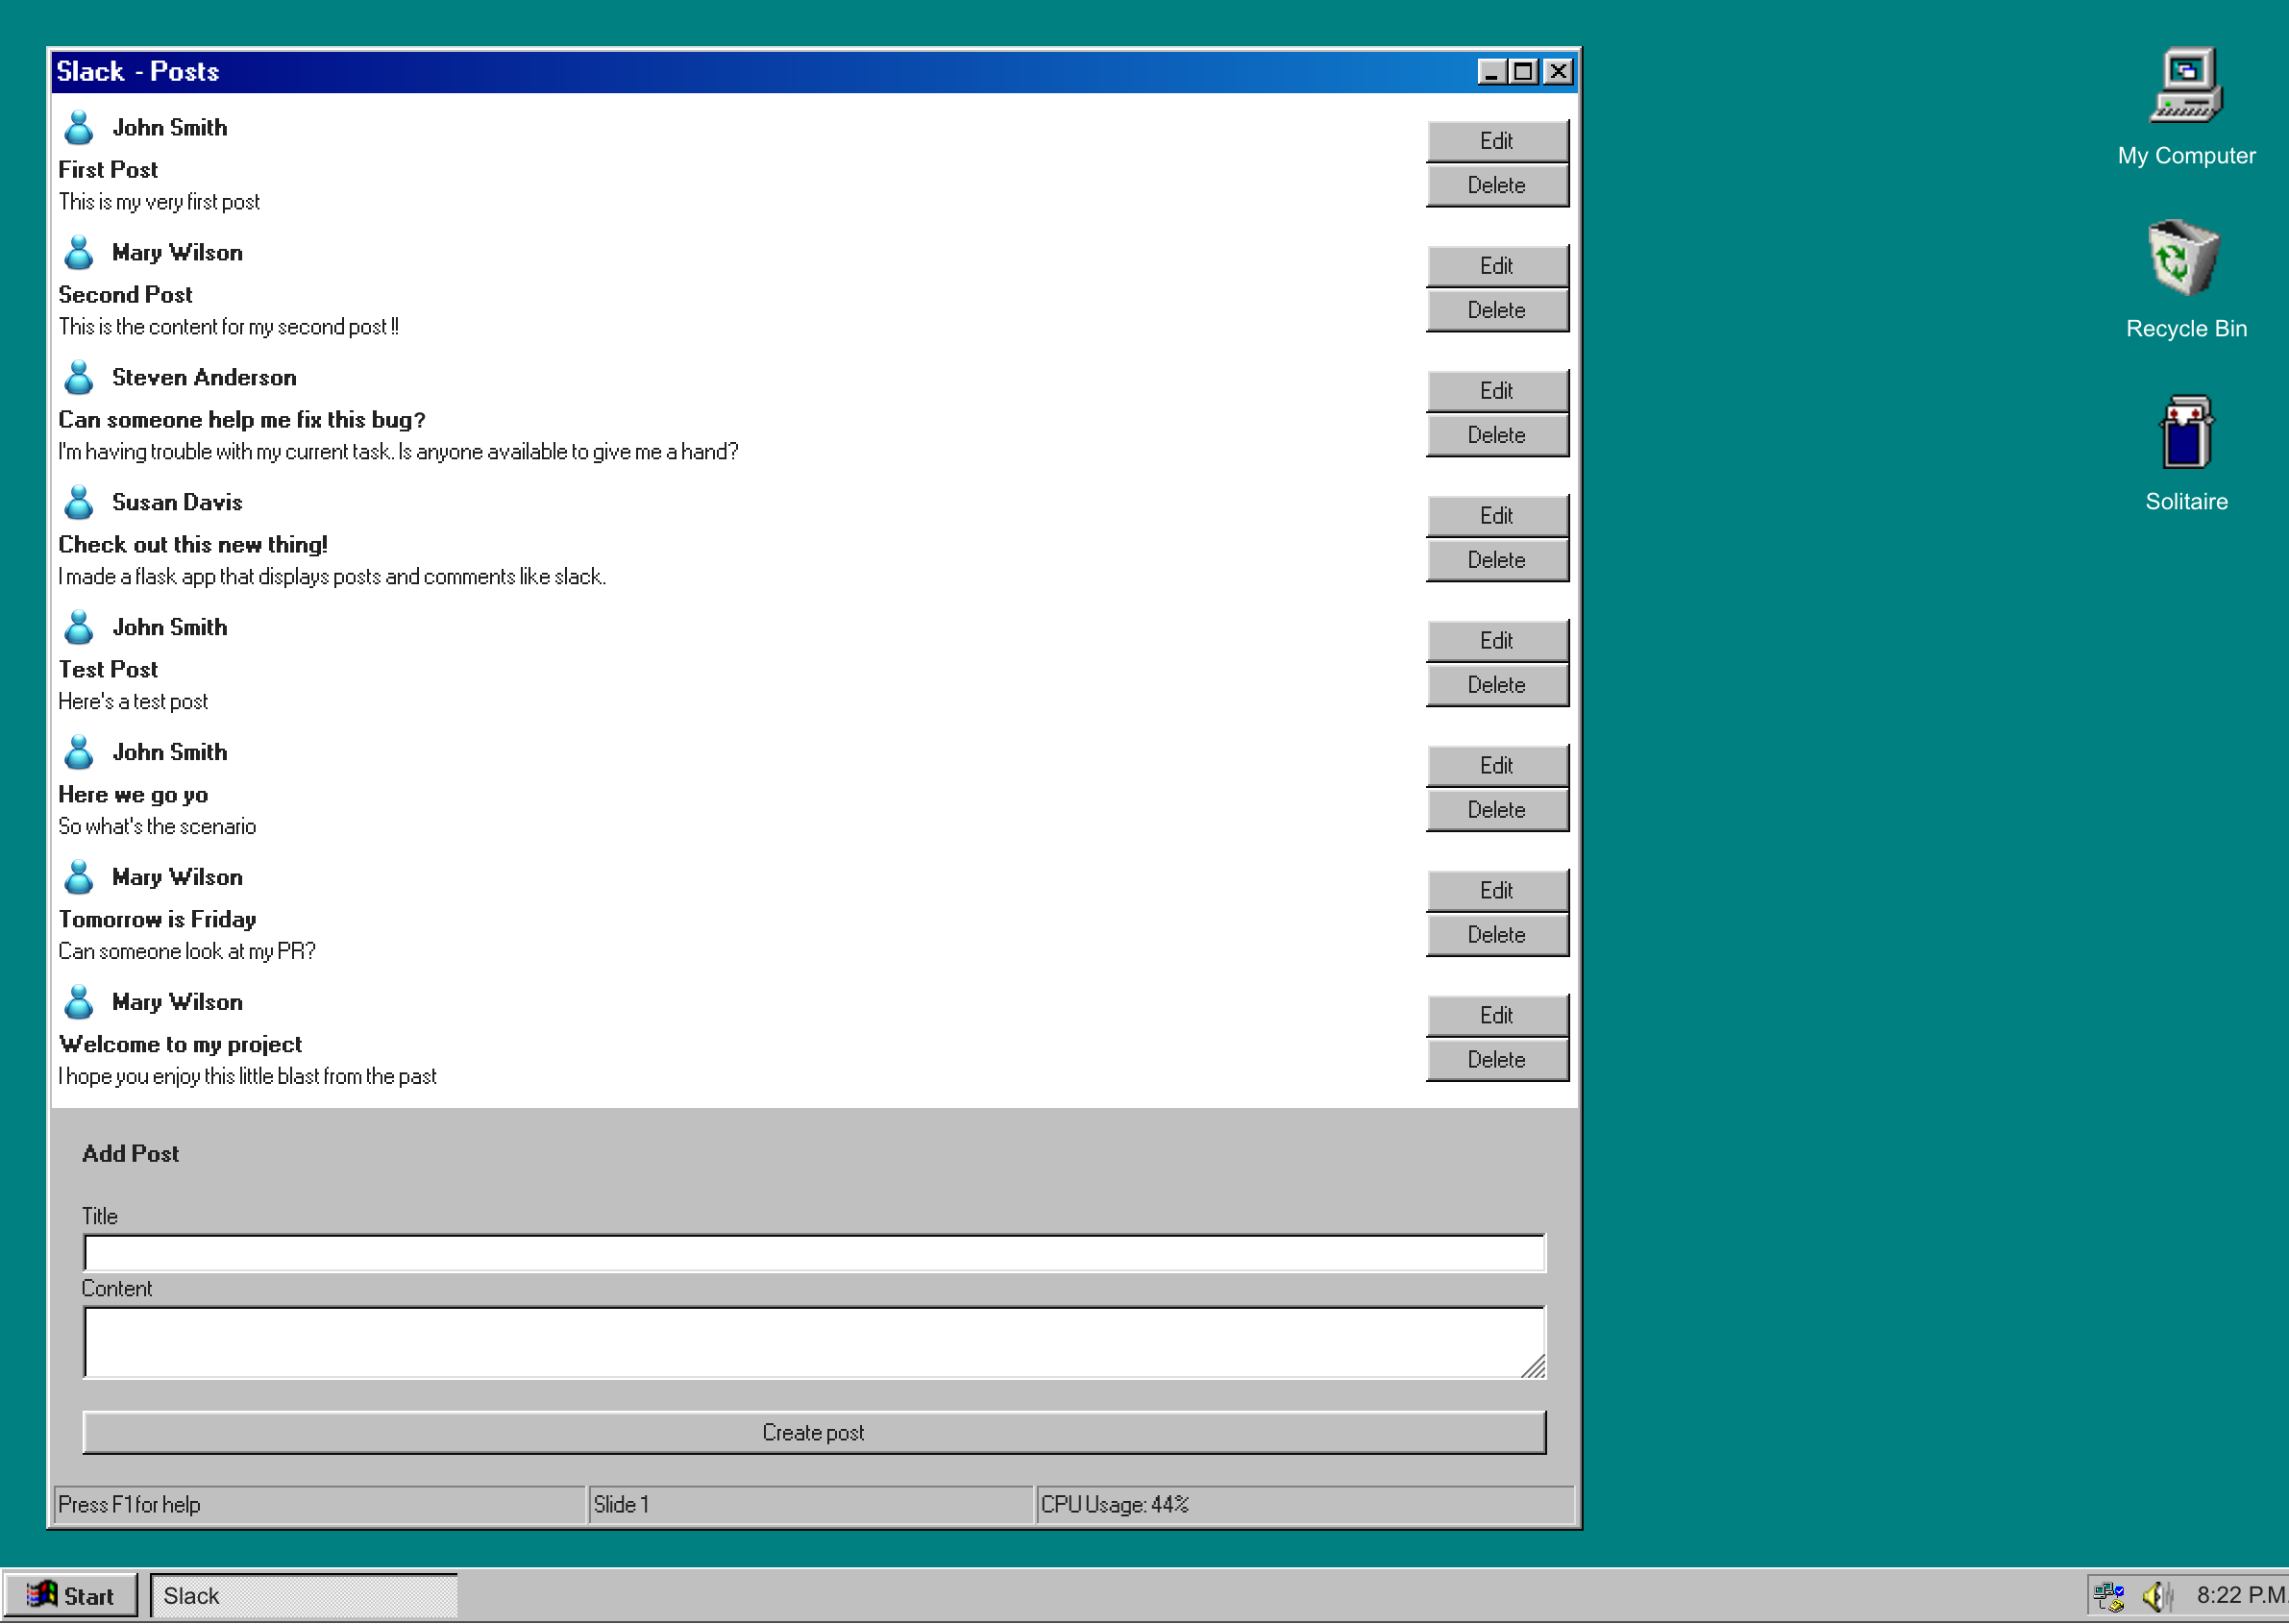 Slack - Posts
John Smith
Edit
First Post
Delete
This is my very first post
Mary Wilson
Edit
Second Post
Delete
This is the content for my second post !!
Steven Anderson
Edit
Can someone help me fix this bug?
Delete
I'm having trouble with my current task. Is anyone available to give me a hand?
Susan Davis
Edit
Check out this new thing!
Delete
I made a flask app that displays posts and comments like slack.
John Smith
Edit
Test Post
Delete
Here's a test post
John Smith
Edit
Here we go yo
Delete
So what's the scenario
Mary Wilson
Edit
Tomorrow is Friday
Delete
Can someone look at my PR?
Mary Wilson
Edit
Welcome to my project
Delete
I hope you enjoy this little blast from the past
Add Post
Title
Content
Create post
Press F1 for help
Slide 1
CPU Usage: 44%
My Computer
Recycle Bin
Solitaire
Start
Slack
8:22 P.M.